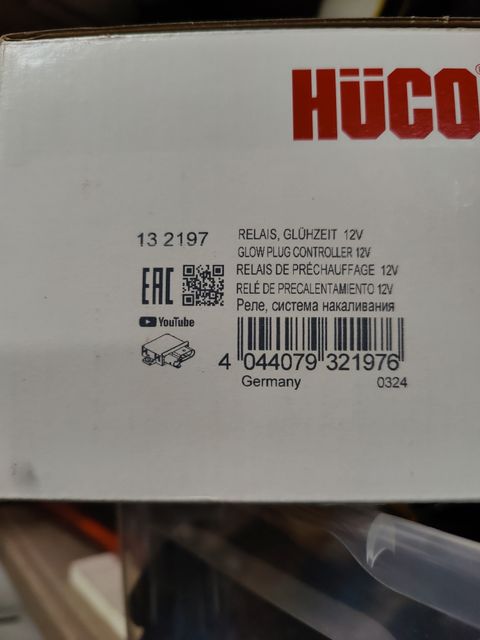 HÜCO®
13 2197
RELAIS, GLÜHZEIT 12V
GLOW PLUG CONTROLLER 12V
RELAIS DE PRÉCHAUFFAGE 12V
RELÉ DE PRECALENTAMIENTO 12V
Реле, система накаливания
EAC
YouTube
4 044079 321976
Germany 0324